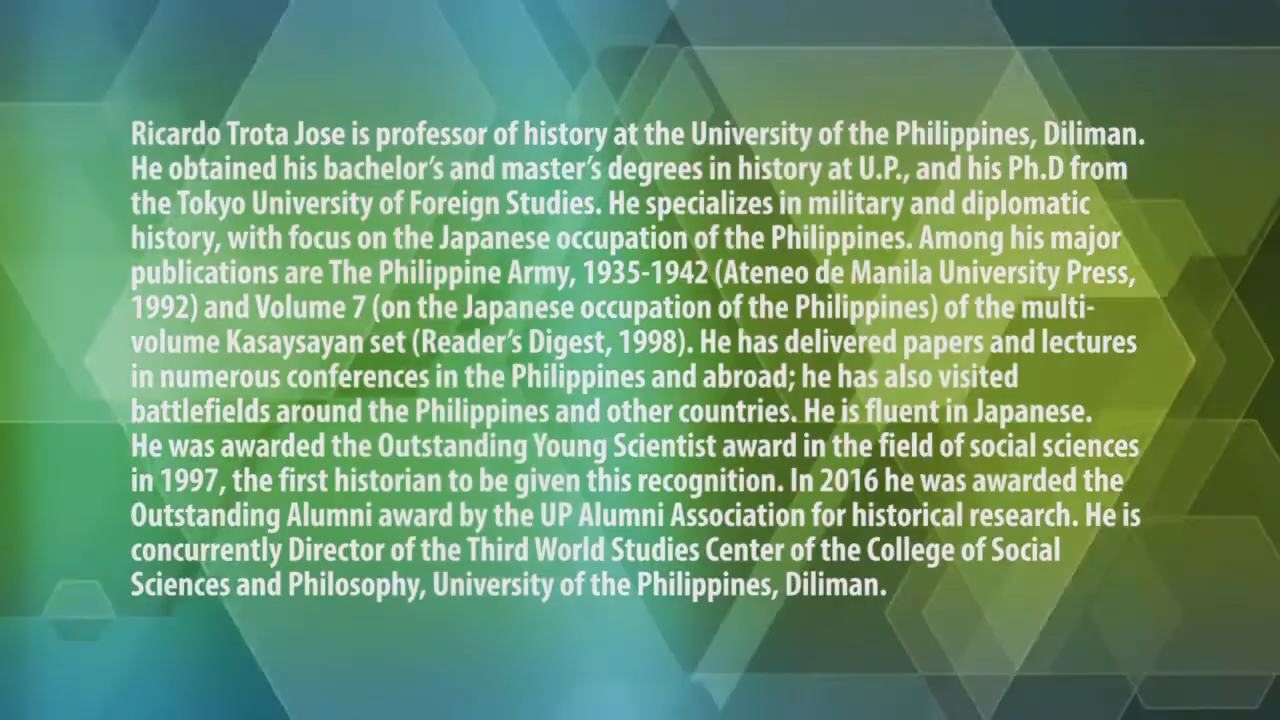 Ricardo Trota Jose is professor of history at the University of the Philippines, Diliman.
He obtained his bachelor's and master's degrees in history at U.P., and his Ph.D from
the Tokyo University of Foreign Studies. He specializes in military and diplomatic
history, with focus on the Japanese occupation of the Philippines. Among his major
publications are The Philippine Army, 1935-1942 (Ateneo de Manila University Press,
1992) and Volume 7 (on the Japanese occupation of the Philippines) of the multi-
volume Kasaysayan set (Reader's Digest, 1998). He has delivered papers and lectures
in numerous conferences in the Philippines and abroad; he has also visited
battlefields around the Philippines and other countries. He is fluent in Japanese.
He was awarded the Outstanding Young Scientist award in the field of social sciences
in 1997, the first historian to be given this recognition. In 2016 he was awarded the
Outstanding Alumni award by the UP Alumni Association for historical research. He is
concurrently Director of the Third World Studies Center of the College of Social
Sciences and Philosophy, University of the Philippines, Diliman.